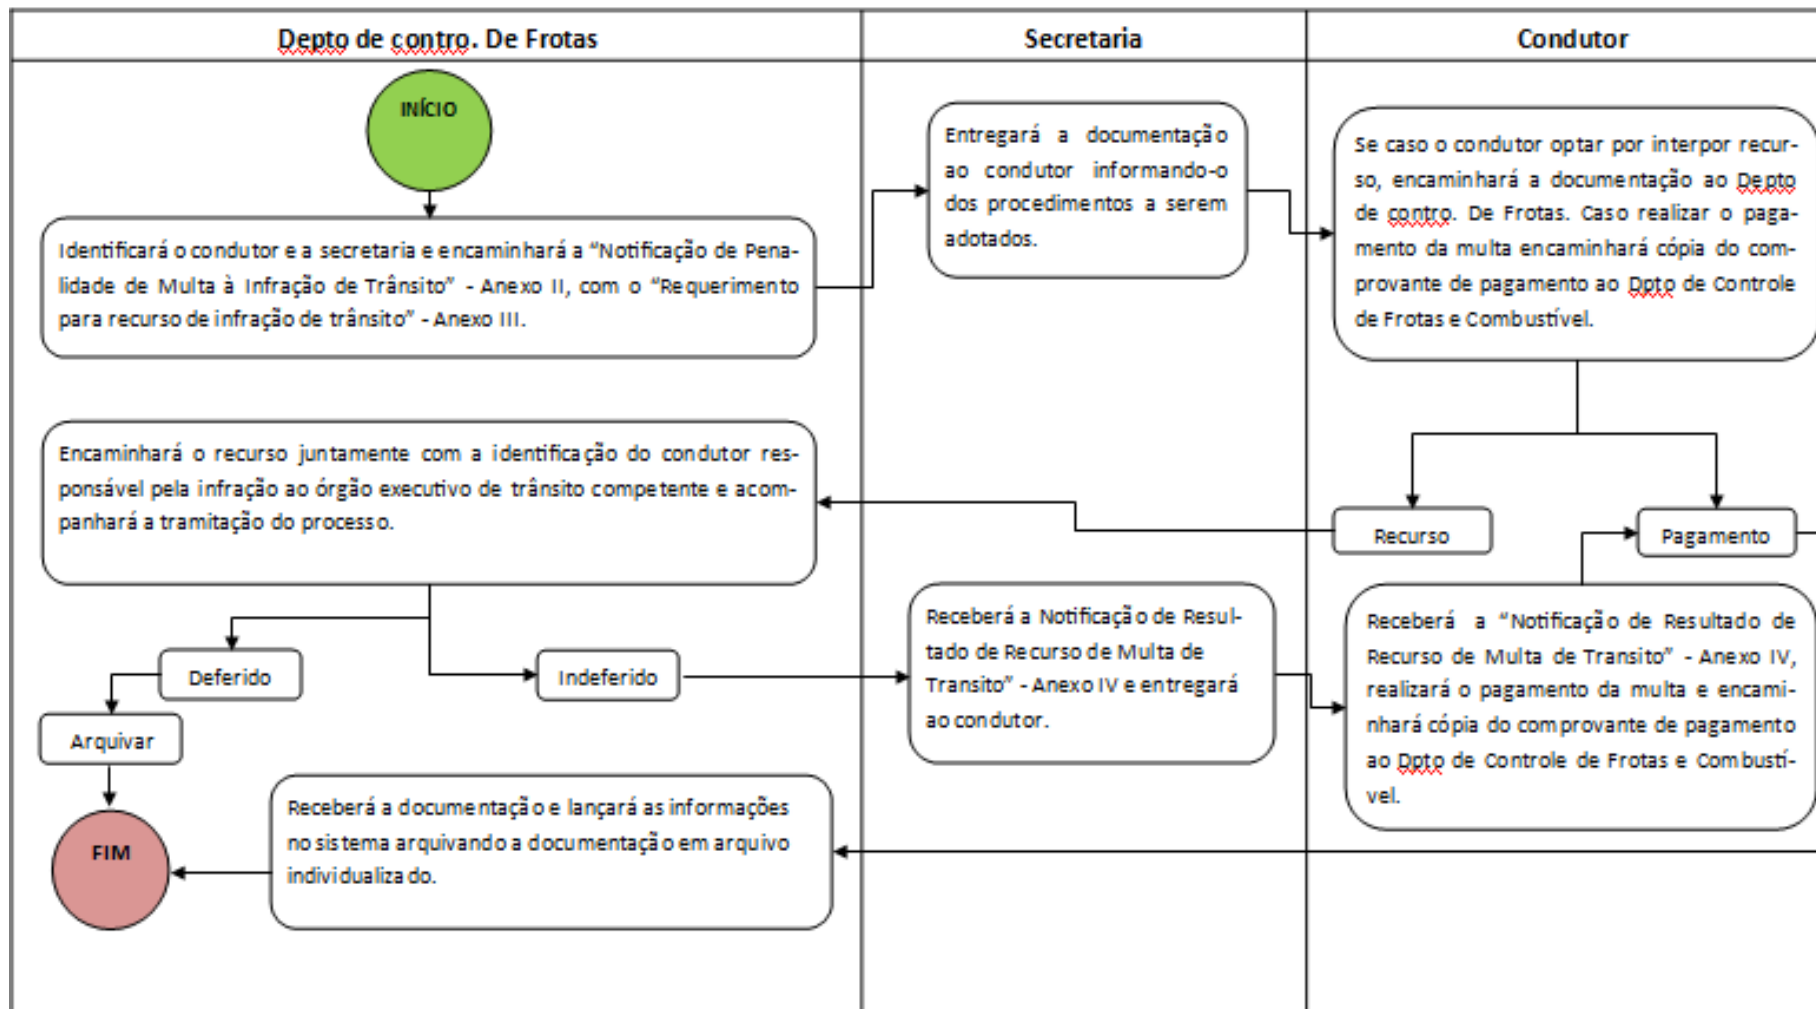 Depto de contro. De Frotas
Secretaria
Condutor
INÍCIO
Identificará o condutor e a secretaria e encaminhará a “Notificação de Pena-
lidade de Multa à Infração de Trânsito” - Anexo II, com o “Requerimento
para recurso de infração de trânsito” - Anexo III.
Entregará a documentação
ao condutor informando-o
dos procedimentos a serem
adotados.
Se caso o condutor optar por interpor recur-
so, encaminhará a documentação ao Depto
de contro. De Frotas. Caso realizar o paga-
mento da multa encaminhará cópia do com-
provante de pagamento ao Dpto de Controle
de Frotas e Combustível.
Recurso
Pagamento
Encaminhará o recurso juntamente com a identificação do condutor res-
ponsável pela infração ao órgão executivo de trânsito competente e acom-
panhará a tramitação do processo.
Deferido
Indeferido
Arquivar
Receberá a Notificação de Resul-
tado de Recurso de Multa de
Transito” - Anexo IV e entregará
ao condutor.
Receberá a “Notificação de Resultado de
Recurso de Multa de Transito” - Anexo IV,
realizará o pagamento da multa e encami-
nhará cópia do comprovante de pagamento
ao Dpto de Controle de Frotas e Combustí-
vel.
Receberá a documentação e lançará as informações
no sistema arquivando a documentação em arquivo
individualizado.
FIM